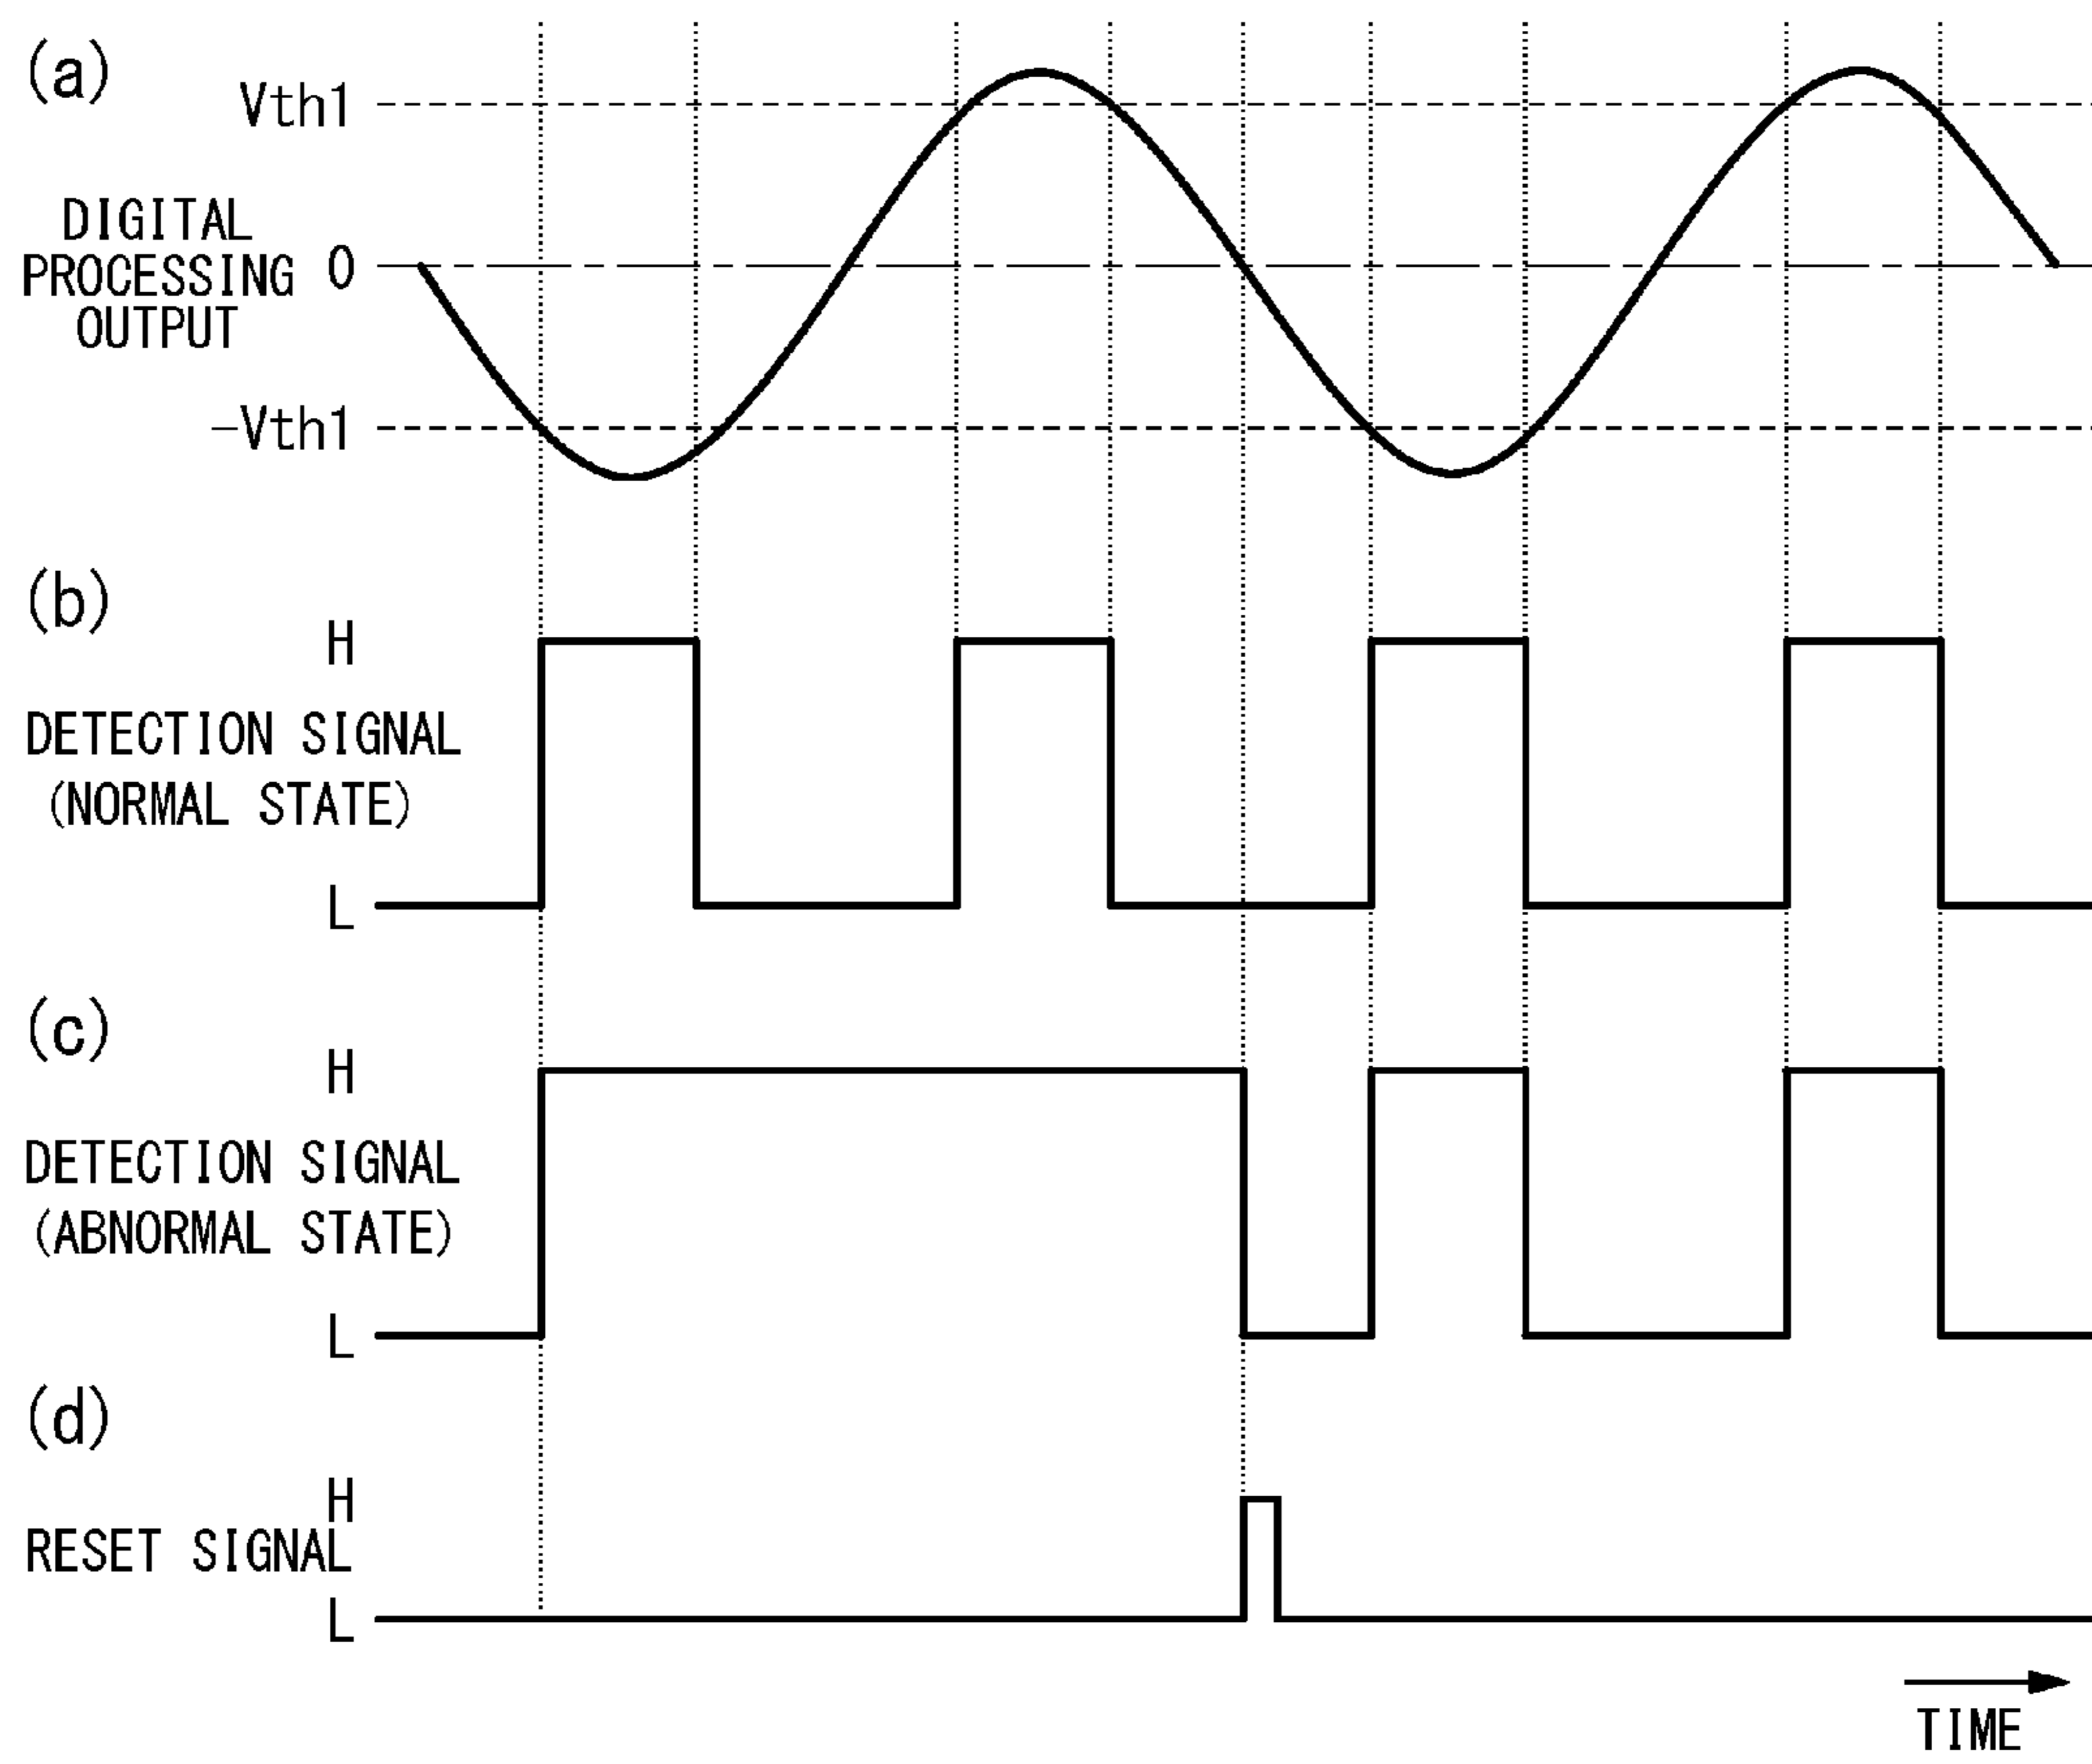 (a)
Vth1
DIGITAL
PROCESSING
OUTPUT
0
-Vth1
(b)
H
DETECTION SIGNAL
(NORMAL STATE)
L
(c)
H
DETECTION SIGNAL
(ABNORMAL STATE)
L
(d)
H
RESET SIGNAL
L
TIME